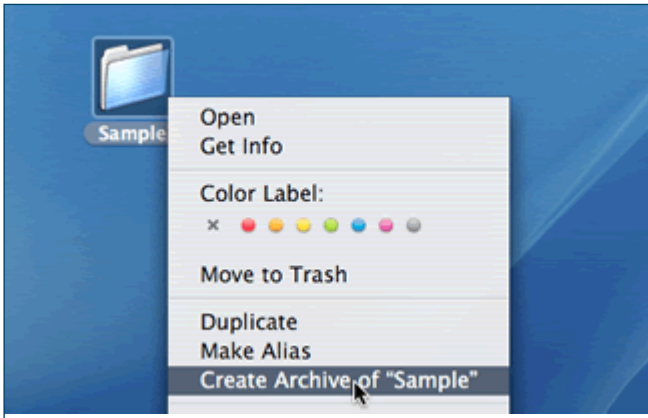 Sample
Open
Get Info
Color Label:
Move to Trash
Duplicate
Make Alias
Create Archive of “Sample”